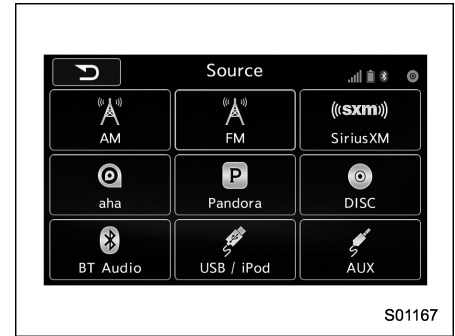 Source
AM
FM
((sxm))
SiriusXM
aha
P
Pandora
DISC
BT Audio
USB / iPod
AUX
S01167